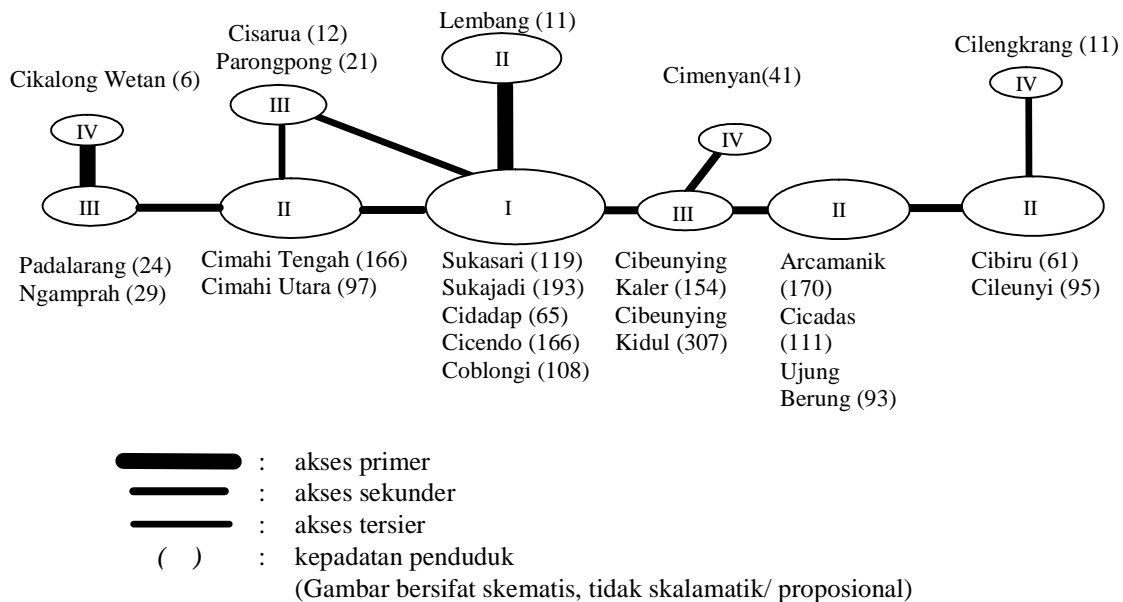 Lembang (11)
Cisarua (12)
Parongpong (21)
Cilengkrang (11)
Cikalong Wetan (6)
Cimenyan(41)
II
III
IV
IV
IV
III
II
I
III
II
II
Padalarang (24)
Ngamprah (29)
Cimahi Tengah (166)
Cimahi Utara (97)
Sukasari (119)
Sukajadi (193)
Cidadap (65)
Cicendo (166)
Coblongi (108)
Cibeunying
Kaler (154)
Cibeunying
Kidul (307)
Arcamanik
(170)
Cicadas
(111)
Ujung
Berung (93)
Cibiru (61)
Cileunyi (95)
: akses primer
: akses sekunder
: akses tersier
( ) : kepadatan penduduk
(Gambar bersifat skematis, tidak skalamatik/ proposional)